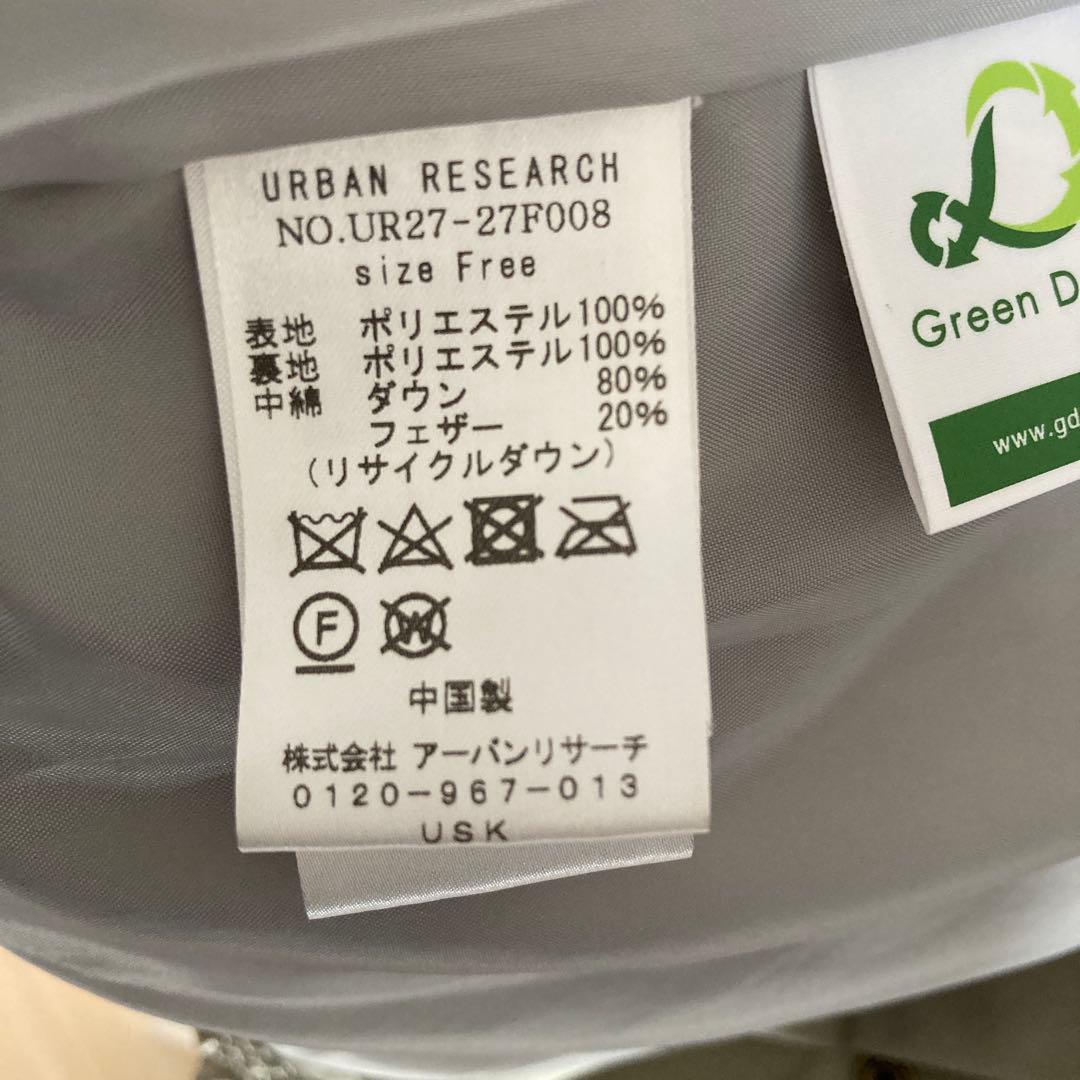 URBAN RESEARCH
NO.UR27-27F008
size Free
表地 ポリエステル100%
裏地 ポリエステル100%
中綿 ダウン 80%
フェザー 20%
(リサイクルダウン)
F
W
中国製
株式会社 アーバンリサーチ
0120-967-013
USK
Green D
www.gd